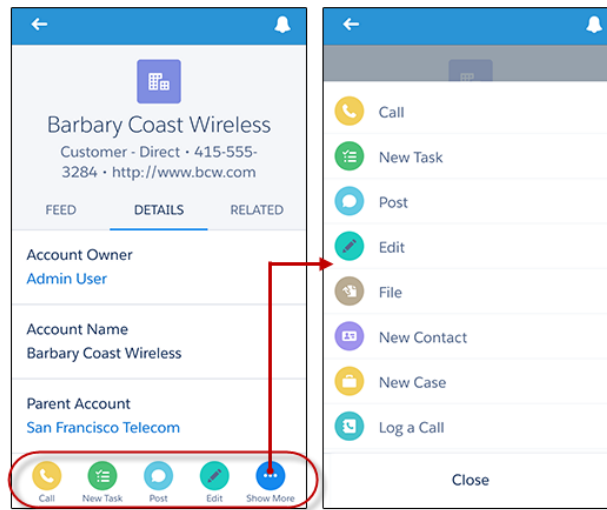 Barbary Coast Wireless
Customer - Direct • 415-555-
3284 • http://www.bcw.com
FEED DETAILS RELATED
Account Owner
Admin User
Account Name
Barbary Coast Wireless
Parent Account
San Francisco Telecom
Call New Task Post Edit Show More
Call
New Task
Post
Edit
File
New Contact
New Case
Log a Call
Close